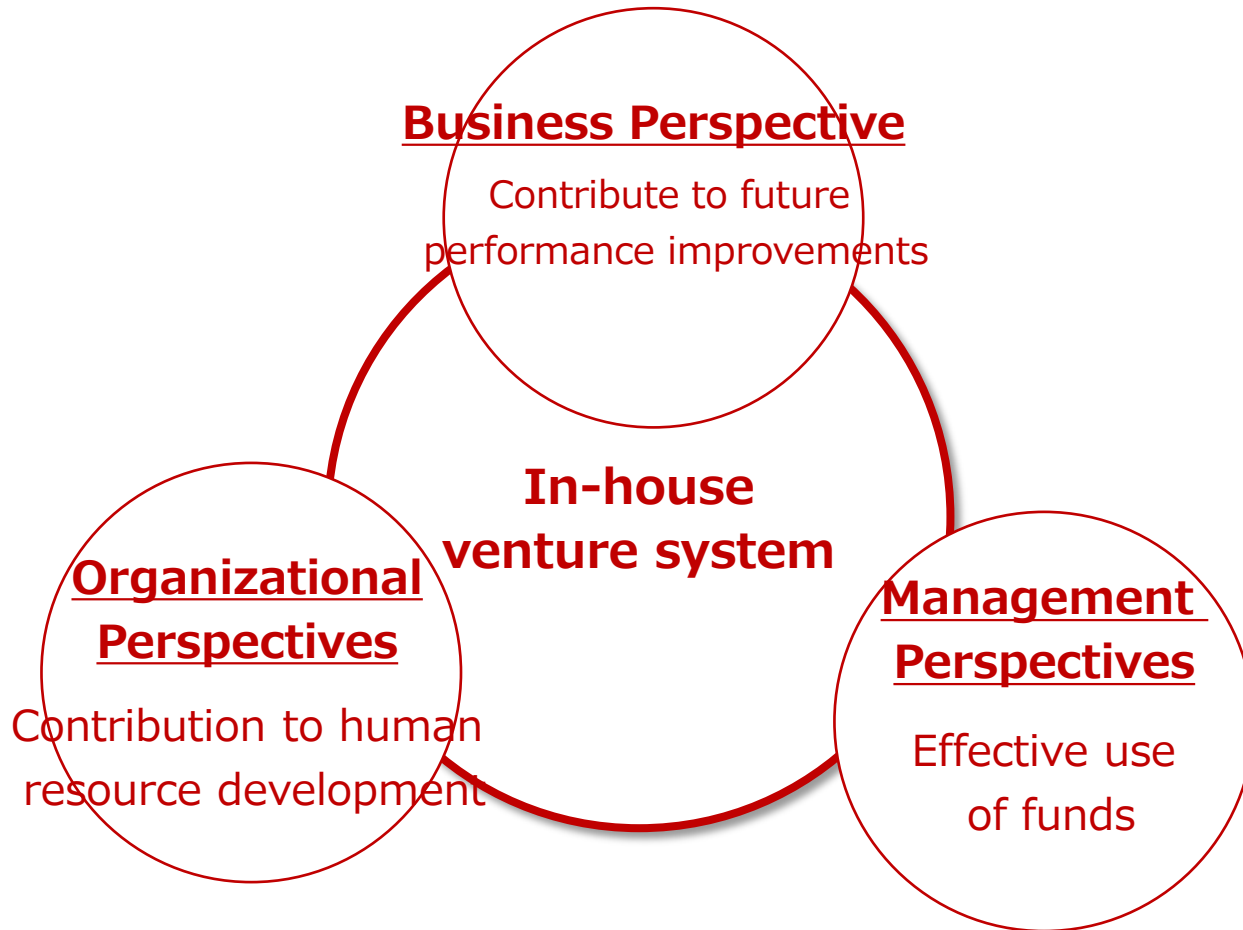 Business Perspective
Contribute to future
performance improvements
In-house
venture system
Organizational
Perspectives
Contribution to human
resource development
Management
Perspectives
Effective use
of funds